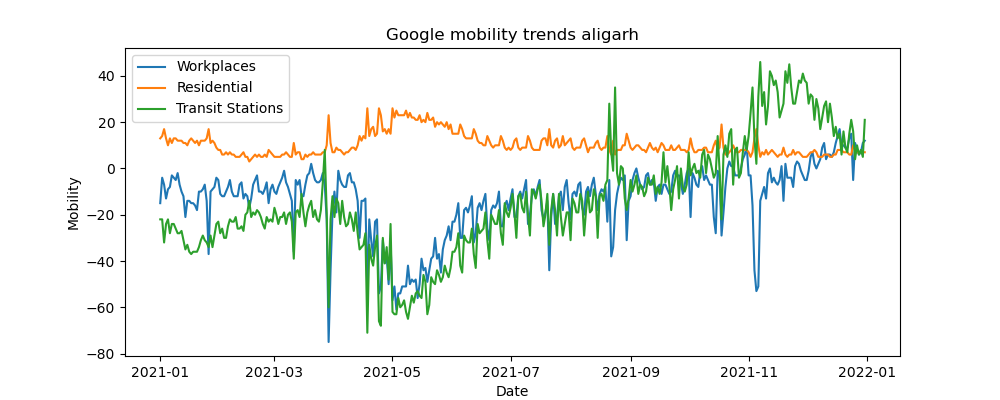 Google mobility trends aligarh
Workplaces
Residential
Transit Stations
Mobility
40
20
0
−20
−40
−60
−80
2021-01 2021-03 2021-05 2021-07 2021-09 2021-11 2022-01
Date